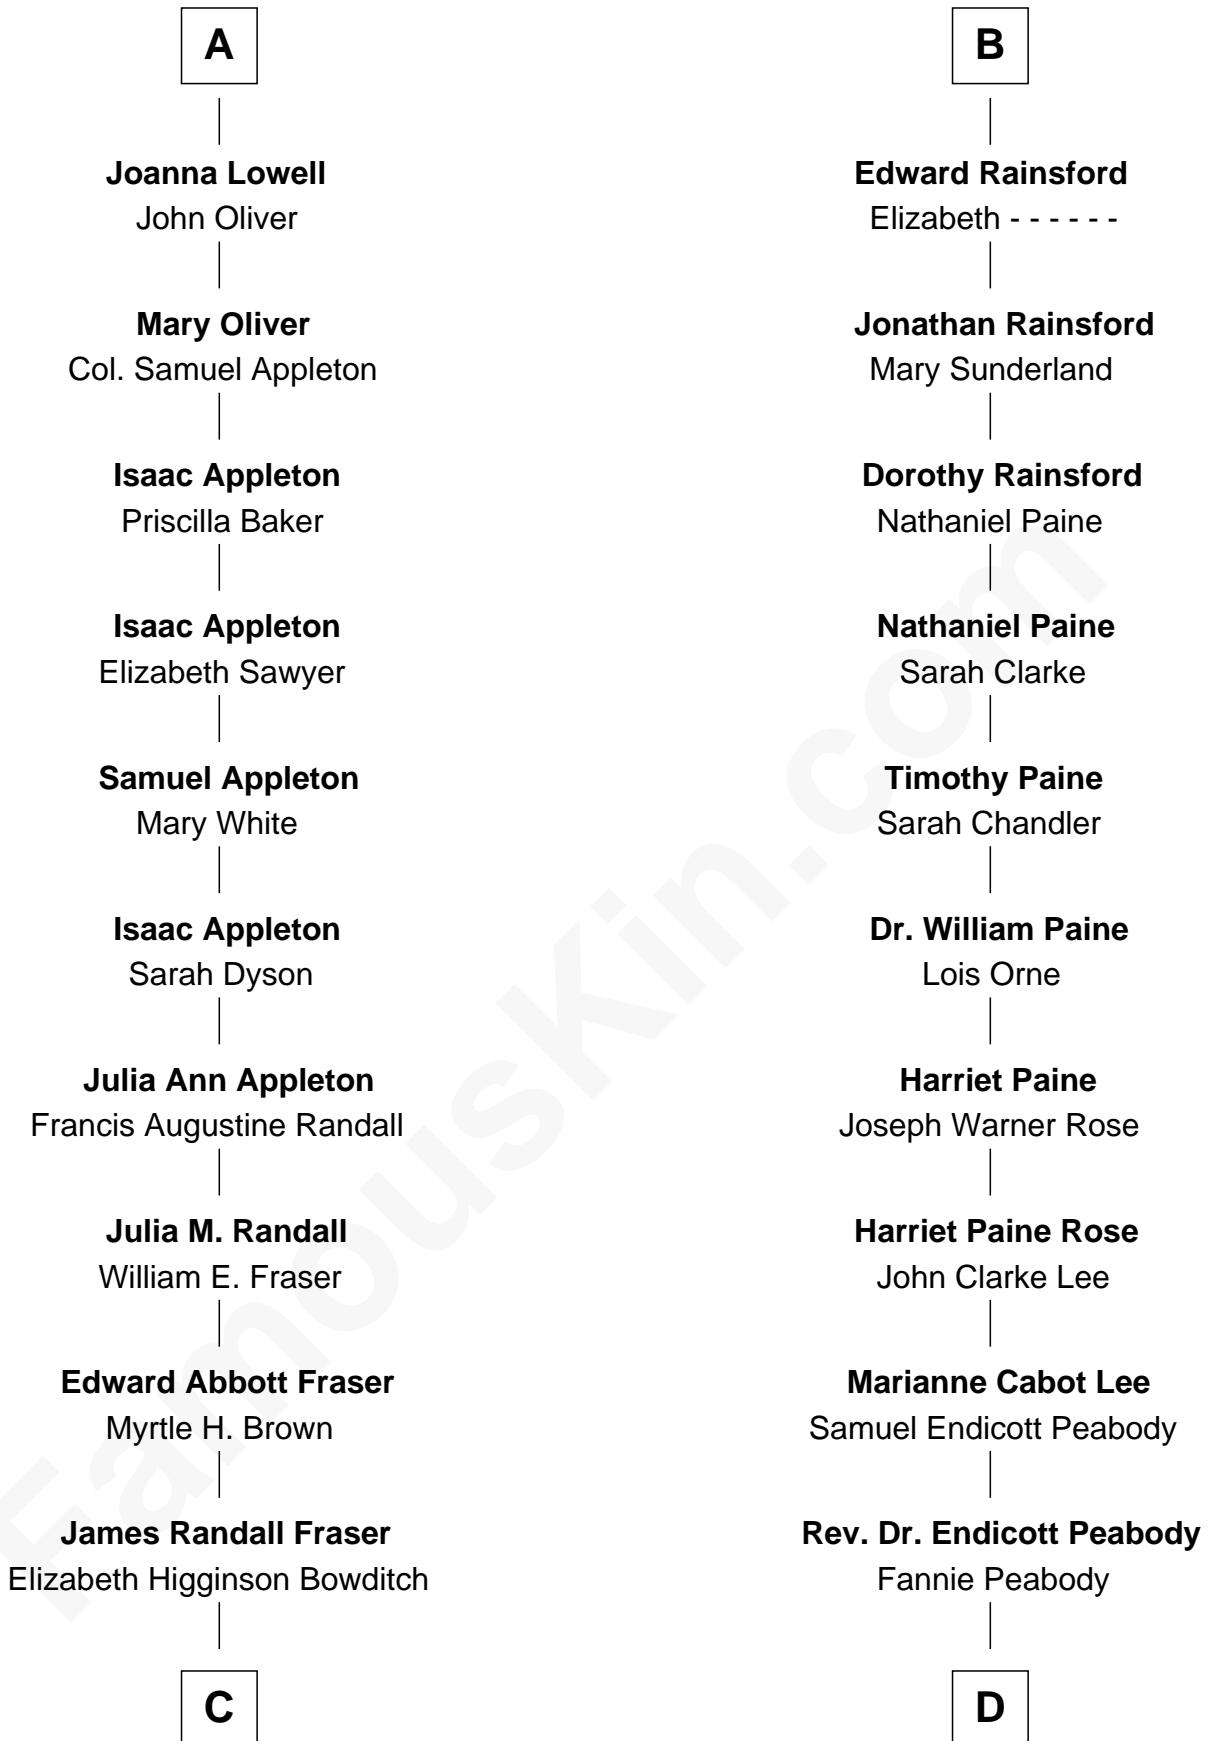 A
Joanna Lowell
John Oliver
Mary Oliver
Col. Samuel Appleton
Isaac Appleton
Priscilla Baker
Isaac Appleton
Elizabeth Sawyer
Samuel Appleton
Mary White
Isaac Appleton
Sarah Dyson
Julia Ann Appleton
Francis Augustine Randall
Julia M. Randall
William E. Fraser
Edward Abbott Fraser
Myrtle H. Brown
James Randall Fraser
Elizabeth Higginson Bowditch
C
B
Edward Rainsford
Elizabeth - - - - - -
Jonathan Rainsford
Mary Sunderland
Dorothy Rainsford
Nathaniel Paine
Nathaniel Paine
Sarah Clarke
Timothy Paine
Sarah Chandler
Dr. William Paine
Lois Orne
Harriet Paine
Joseph Warner Rose
Harriet Paine Rose
John Clarke Lee
Marianne Cabot Lee
Samuel Endicott Peabody
Rev. Dr. Endicott Peabody
Fannie Peabody
D
FamousKin.com